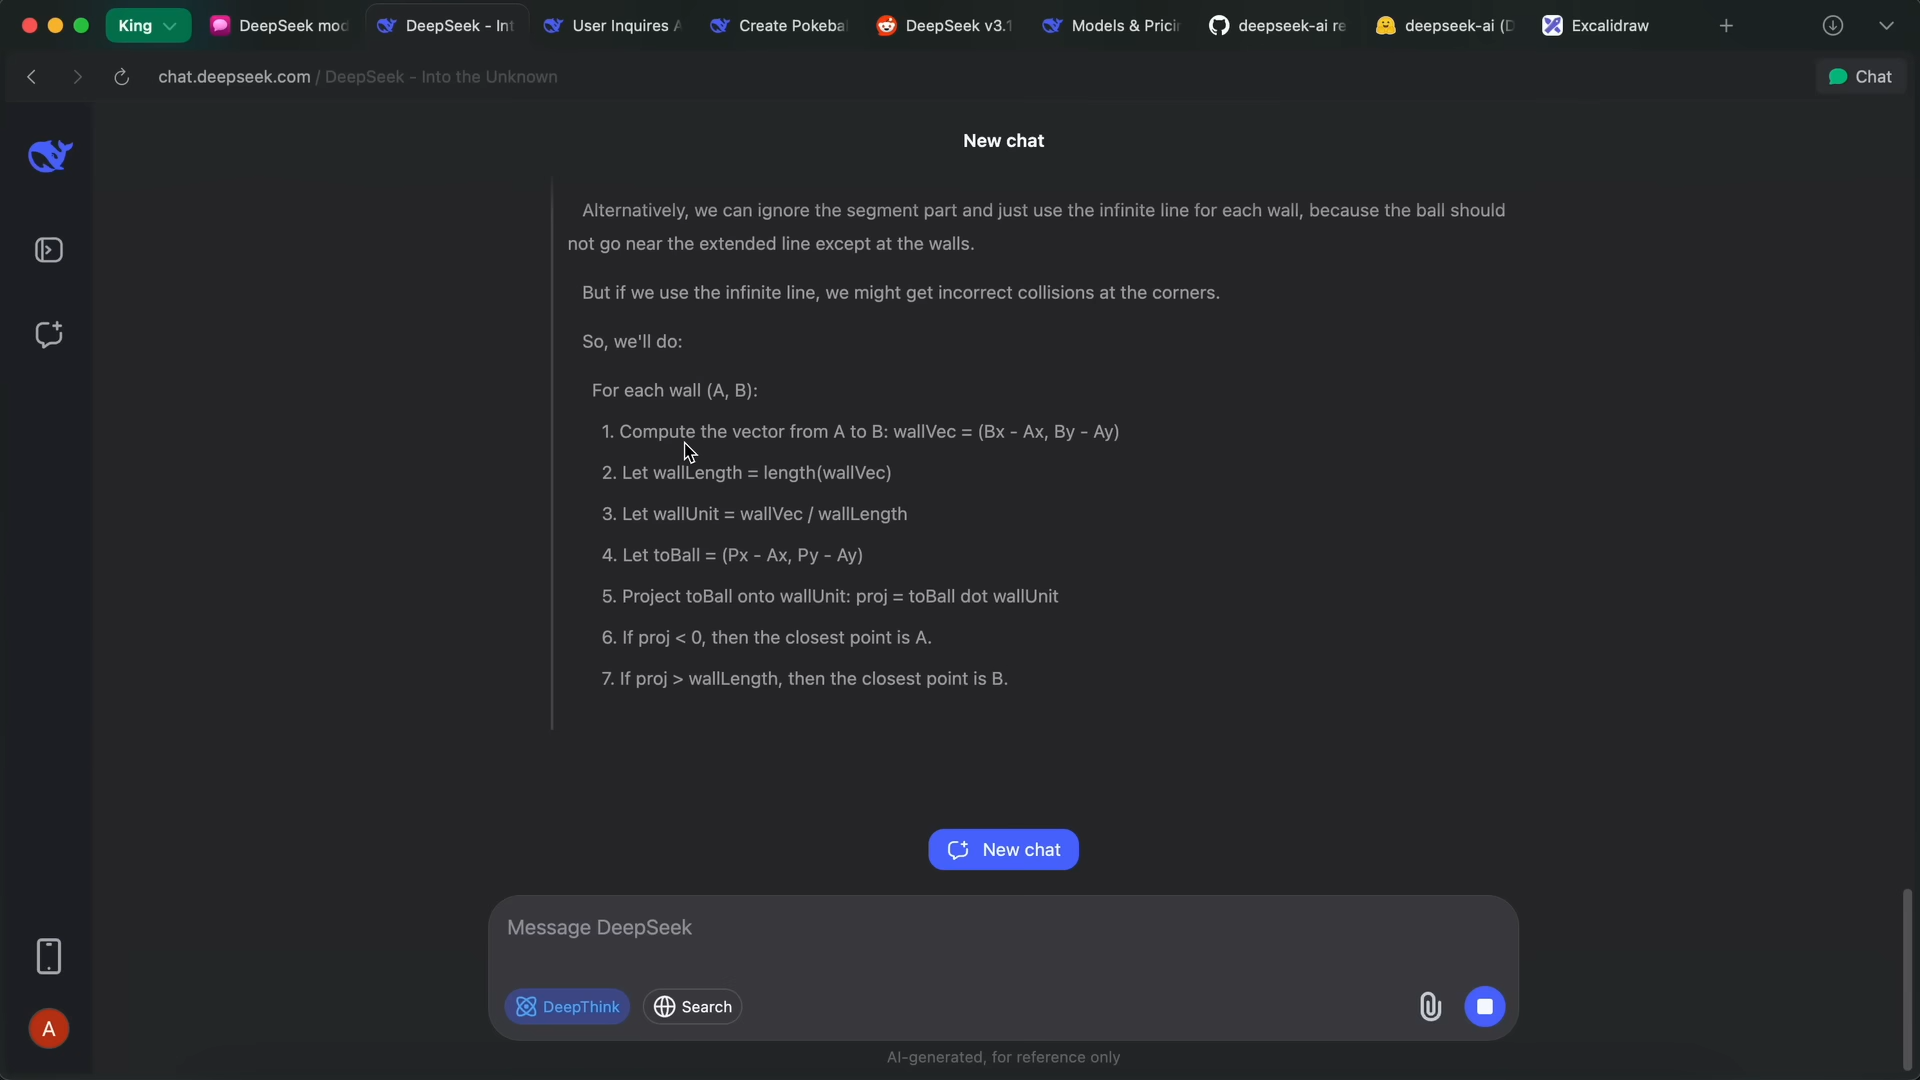 King
DeepSeek mod
DeepSeek - Int
User Inquires A
Create Pokebal
DeepSeek v3.1
Models & Pricin
deepseek-ai re
deepseek-ai (D
Excalidraw
chat.deepseek.com / DeepSeek - Into the Unknown
Chat
New chat
Alternatively, we can ignore the segment part and just use the infinite line for each wall, because the ball should
not go near the extended line except at the walls.
But if we use the infinite line, we might get incorrect collisions at the corners.
So, we'll do:
For each wall (A, B):
1. Compute the vector from A to B: wallVec = (Bx - Ax, By - Ay)
2. Let wallLength = length(wallVec)
3. Let wallUnit = wallVec / wallLength
4. Let toBall = (Px - Ax, Py - Ay)
5. Project toBall onto wallUnit: proj = toBall dot wallUnit
6. If proj < 0, then the closest point is A.
7. If proj > wallLength, then the closest point is B.
New chat
Message DeepSeek
DeepThink
Search
A
AI-generated, for reference only